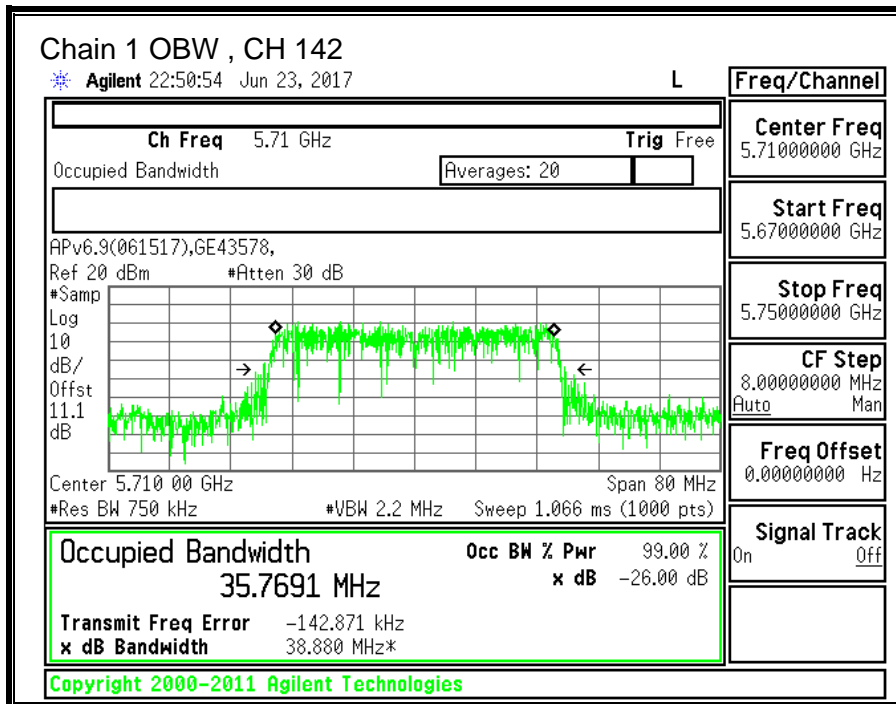 Chain 1 OBW , CH 142
Agilent 22:50:54 Jun 23, 2017 L
Freq/Channel
Ch Freq 5.71 GHz Trig Free
Occupied Bandwidth Averages: 20
APv6.9(061517),GE43578,
Ref 20 dBm #Atten 30 dB
#Samp
Log
10
dB/
Offst
11.1
dB
Center 5.710 00 GHz Span 80 MHz
#Res BW 750 kHz #VBW 2.2 MHz Sweep 1.066 ms (1000 pts)
Occupied Bandwidth Occ BW % Pwr 99.00 %
35.7691 MHz x dB -26.00 dB
Transmit Freq Error -142.871 kHz
x dB Bandwidth 38.880 MHz*
Copyright 2000-2011 Agilent Technologies
Center Freq
5.71000000 GHz
Start Freq
5.67000000 GHz
Stop Freq
5.75000000 GHz
CF Step
8.00000000 MHz
Auto Man
Freq Offset
0.00000000 Hz
Signal Track
On Off